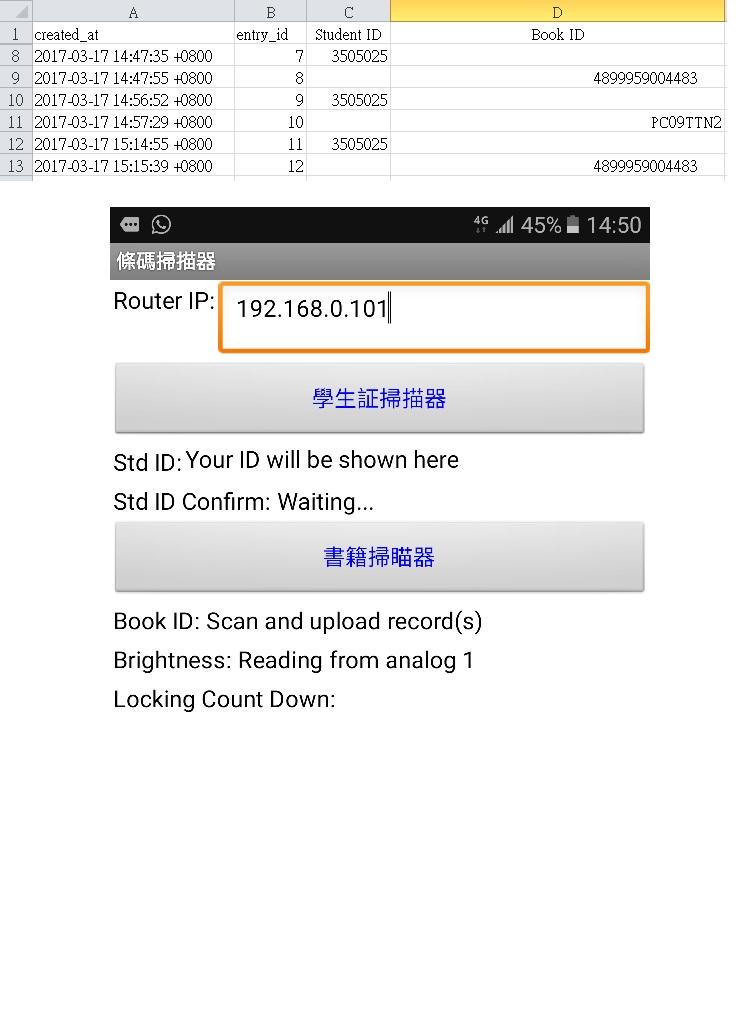 A B C D
1 created_at entry_id Student ID Book ID
8 2017-03-17 14:47:35 +0800 7 3505025
9 2017-03-17 14:47:55 +0800 8 4899959004483
10 2017-03-17 14:56:52 +0800 9 3505025
11 2017-03-17 14:57:29 +0800 10 PC09TTN2
12 2017-03-17 15:14:55 +0800 11 3505025
13 2017-03-17 15:15:39 +0800 12 4899959004483
4G 45% 14:50
條碼掃描器
Router IP: 192.168.0.101
學生証掃描器
Std ID: Your ID will be shown here
Std ID Confirm: Waiting...
書籍掃瞄器
Book ID: Scan and upload record(s)
Brightness: Reading from analog 1
Locking Count Down: